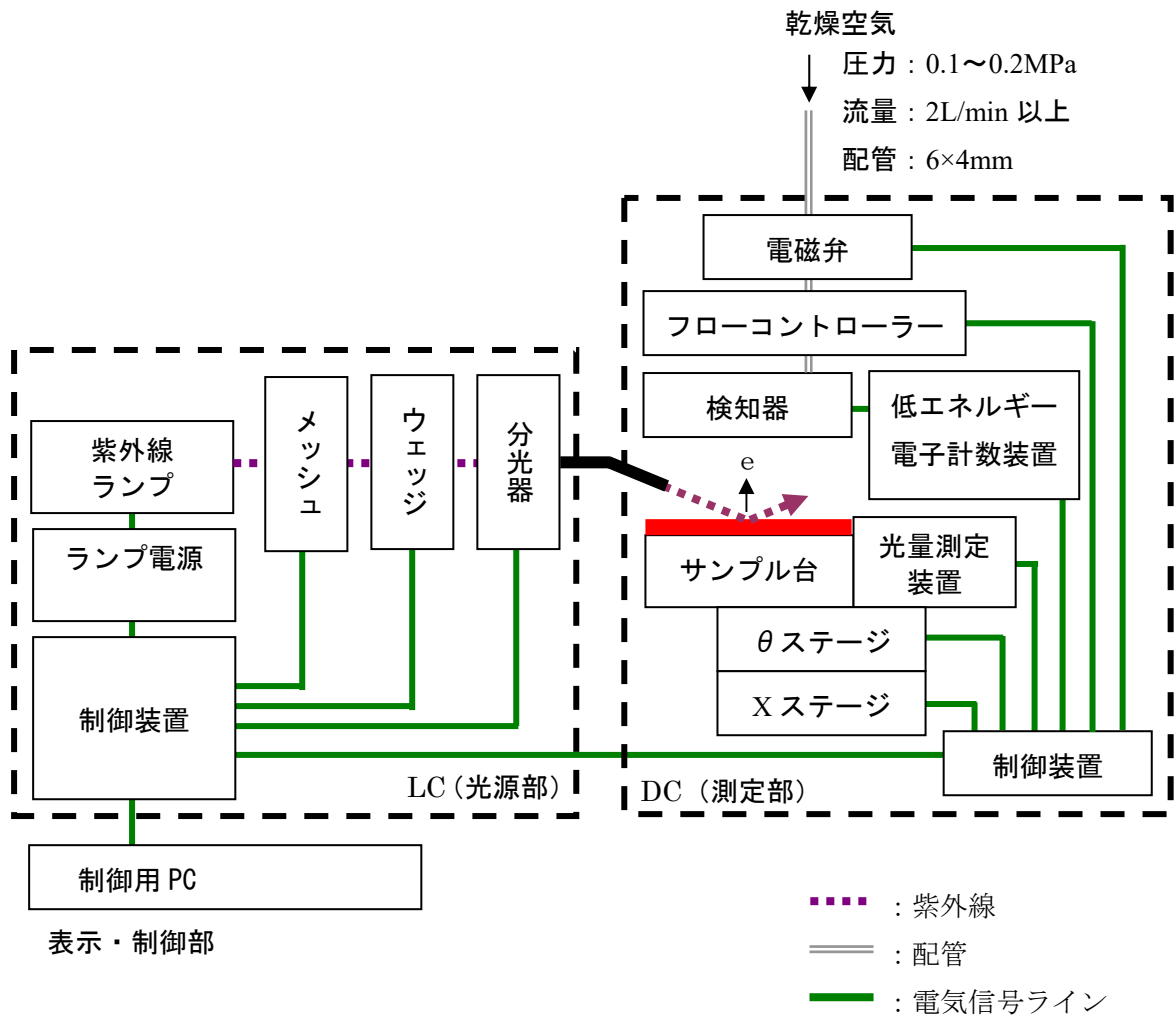 乾燥空気
圧力：0.1～0.2MPa
流量：2L/min 以上
配管：6×4mm
電磁弁
フローコントローラー
検知器
低エネルギー
電子計数装置
e
サンプル台
光量測定
装置
θステージ
X ステージ
制御装置
DC（測定部）
メッシュ
ウェッジ
分光器
紫外線
ランプ
ランプ電源
制御装置
LC（光源部）
制御用 PC
表示・制御部
：紫外線
：配管
：電気信号ライン